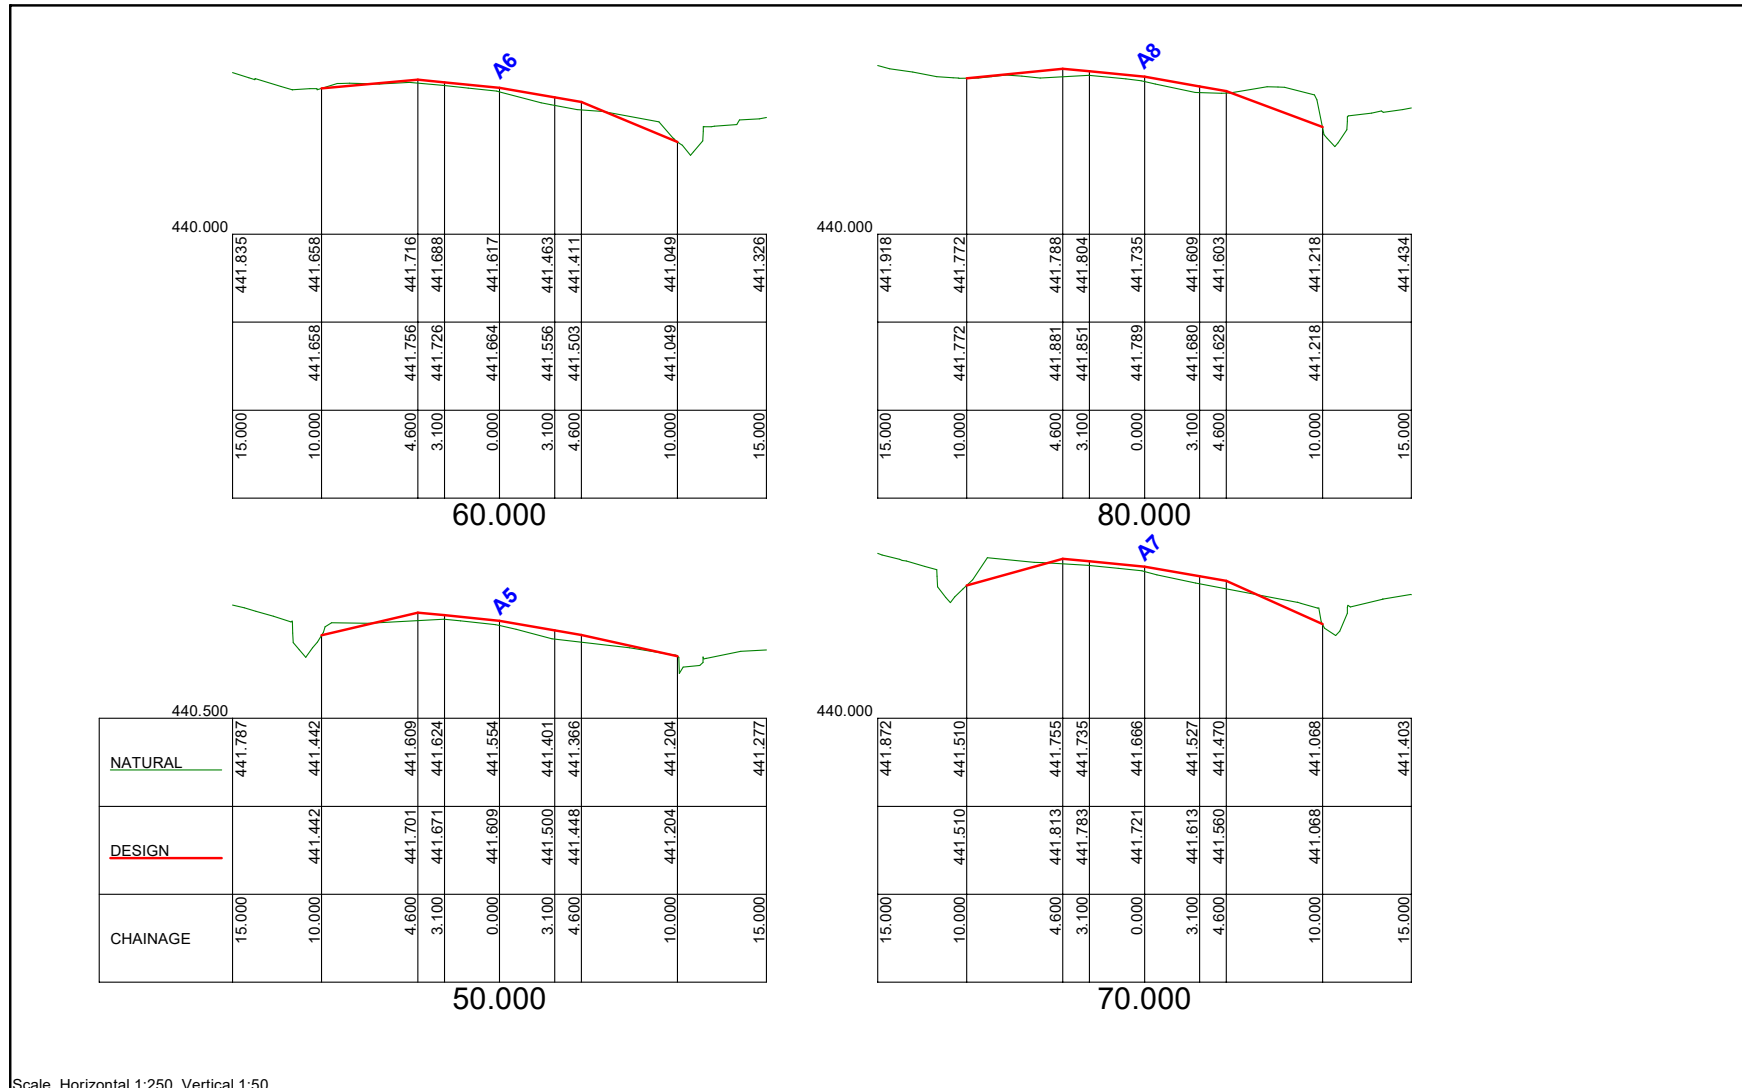 A6
440.000
441.835 441.658 441.716 441.688 441.617 441.463 441.411 441.049 441.326
441.658 441.756 441.726 441.664 441.556 441.503 441.049
15.000 10.000 4.600 3.100 0.000 3.100 4.600 10.000 15.000
60.000
A8
440.000
441.918 441.772 441.788 441.804 441.735 441.609 441.603 441.218 441.434
441.772 441.881 441.851 441.789 441.680 441.628 441.218
15.000 10.000 4.600 3.100 0.000 3.100 4.600 10.000 15.000
80.000
A5
440.500
NATURAL 441.787 441.442 441.609 441.624 441.554 441.401 441.366 441.204 441.277
DESIGN 441.442 441.701 441.671 441.609 441.500 441.448 441.204
CHAINAGE 15.000 10.000 4.600 3.100 0.000 3.100 4.600 10.000 15.000
50.000
A7
440.000
441.872 441.510 441.755 441.735 441.666 441.527 441.470 441.068 441.403
441.510 441.813 441.783 441.721 441.613 441.560 441.068
15.000 10.000 4.600 3.100 0.000 3.100 4.600 10.000 15.000
70.000
Scale Horizontal 1:250 Vertical 1:50